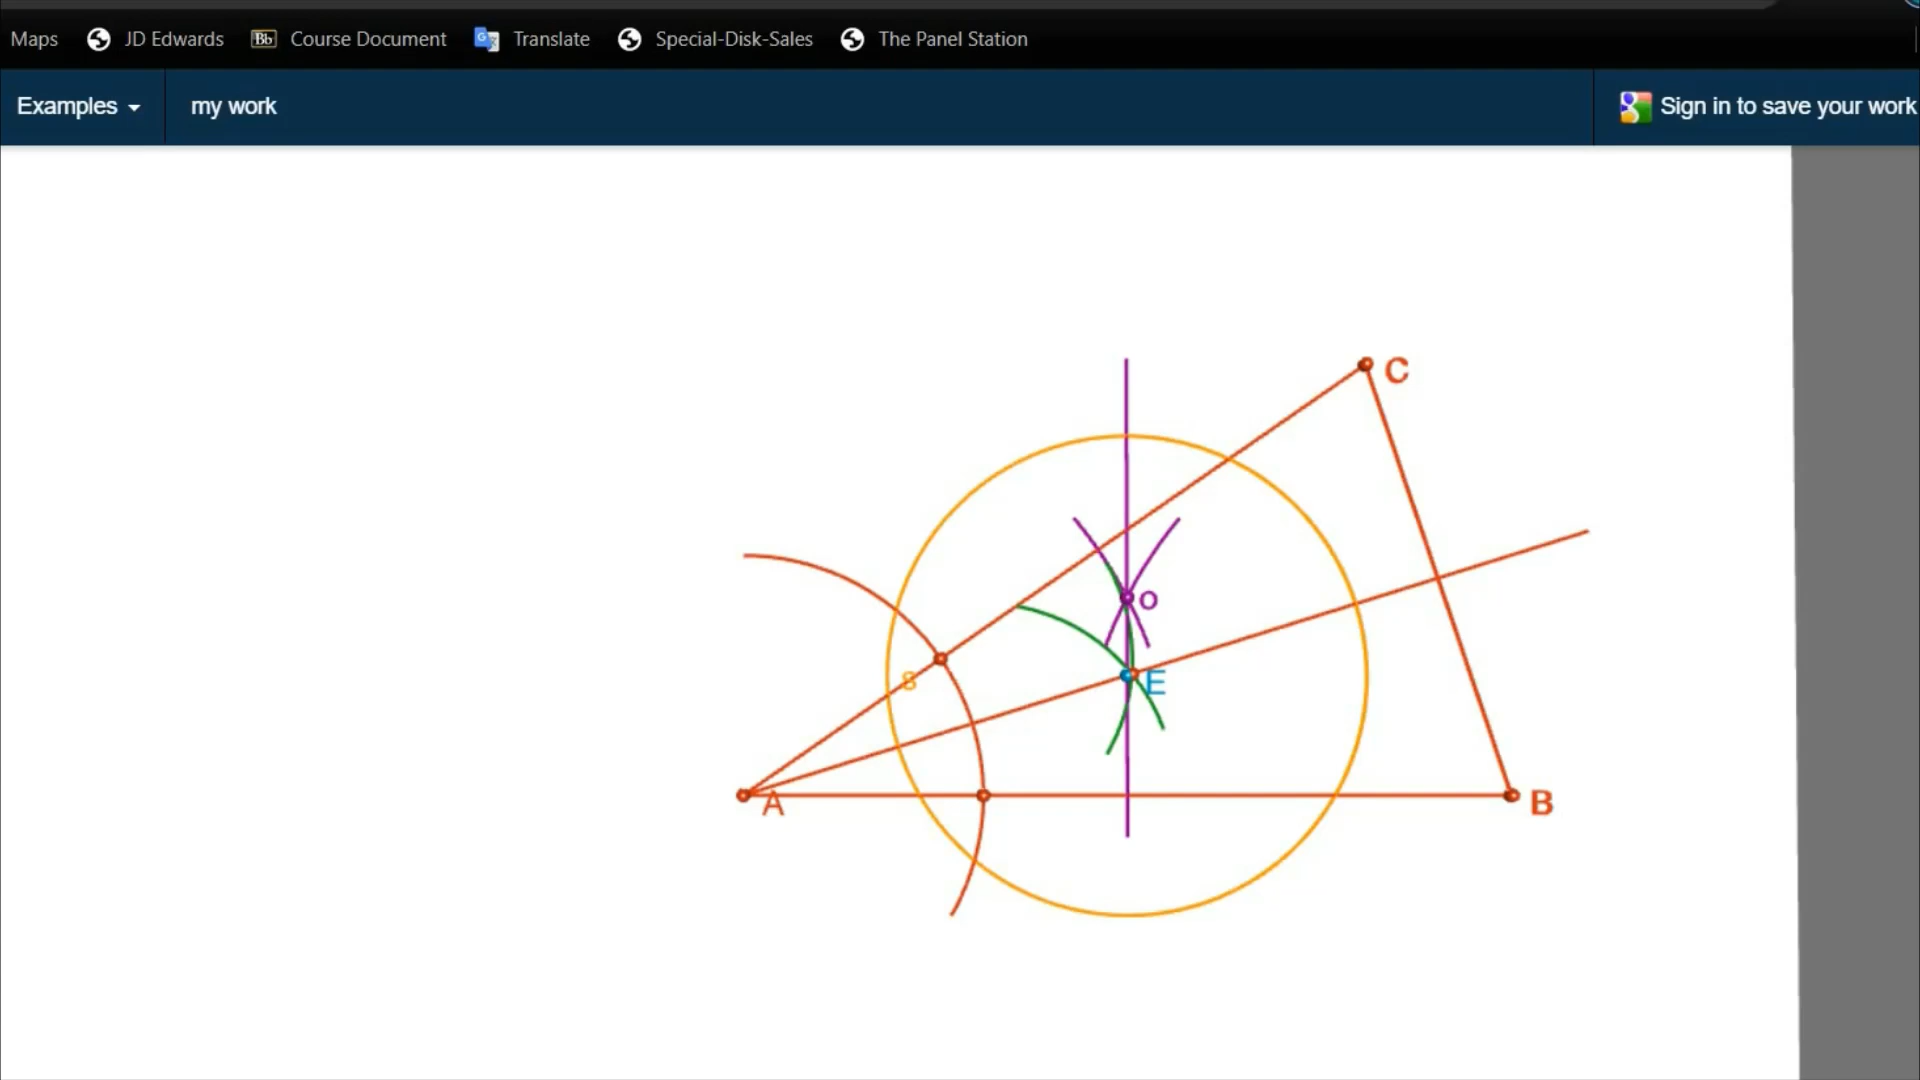 Maps JD Edwards Bb Course Document Translate Special-Disk-Sales The Panel Station
Examples my work Sign in to save your work
C
O
8
E
A
B